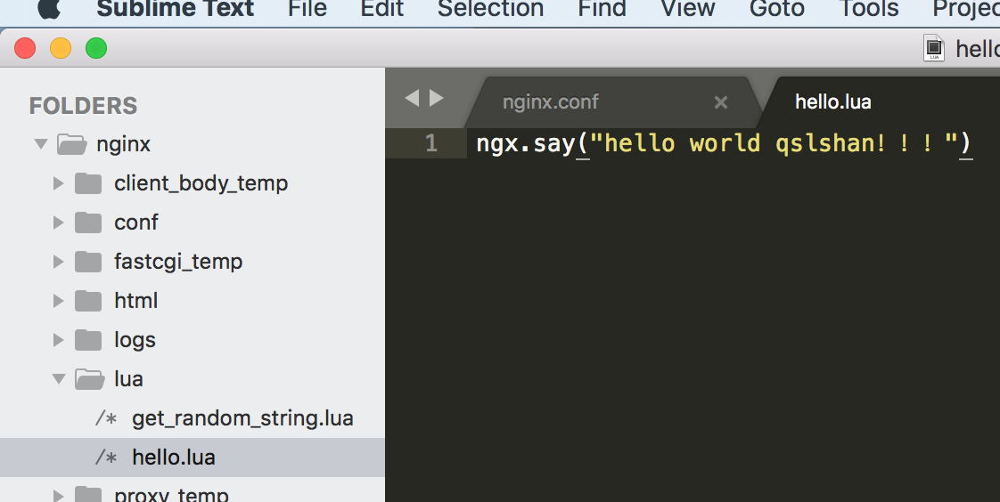 Sublime Text File Edit Selection Find View Goto Tools Projec
hello
FOLDERS
nginx
client_body_temp
conf
fastcgi_temp
html
logs
lua
/* get_random_string.lua
/* hello.lua
proxy_temp
nginx.conf × hello.lua
1 ngx.say("hello world qslshan!！！")